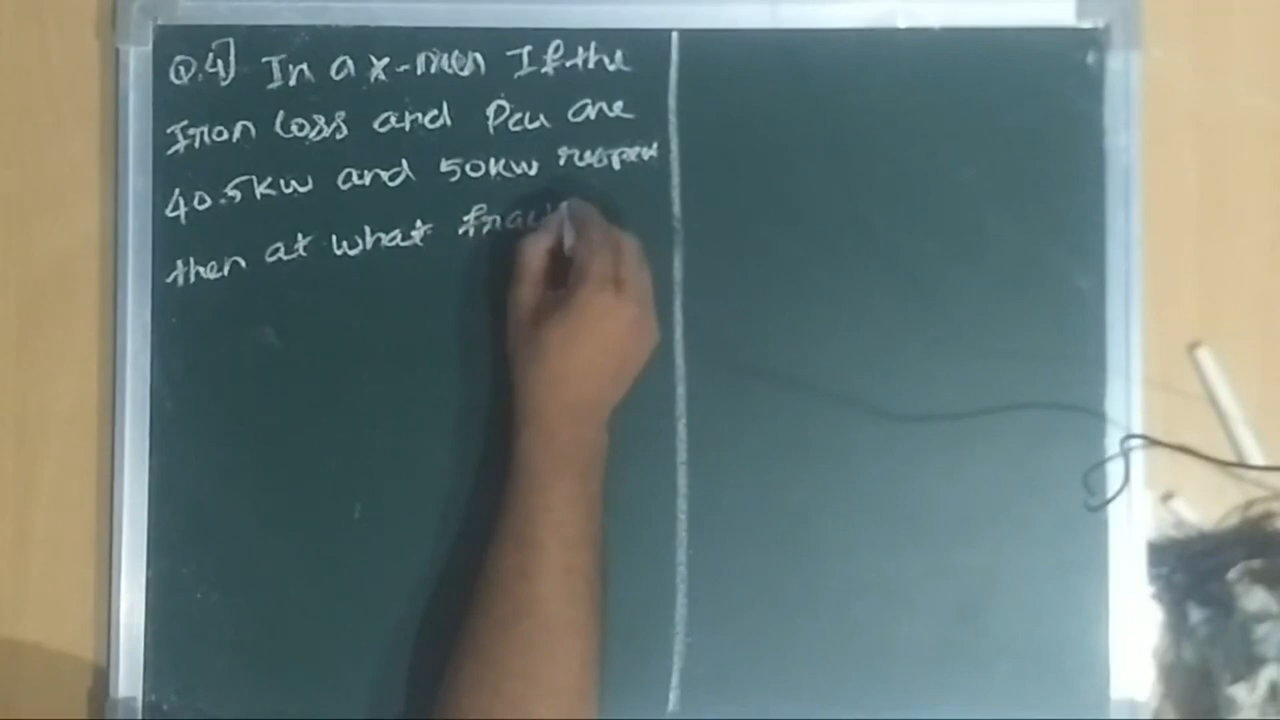 Q.4] In a x-mer If the
Iron loss and Pcu are
40.5KW and 50KW respec
then at what frac